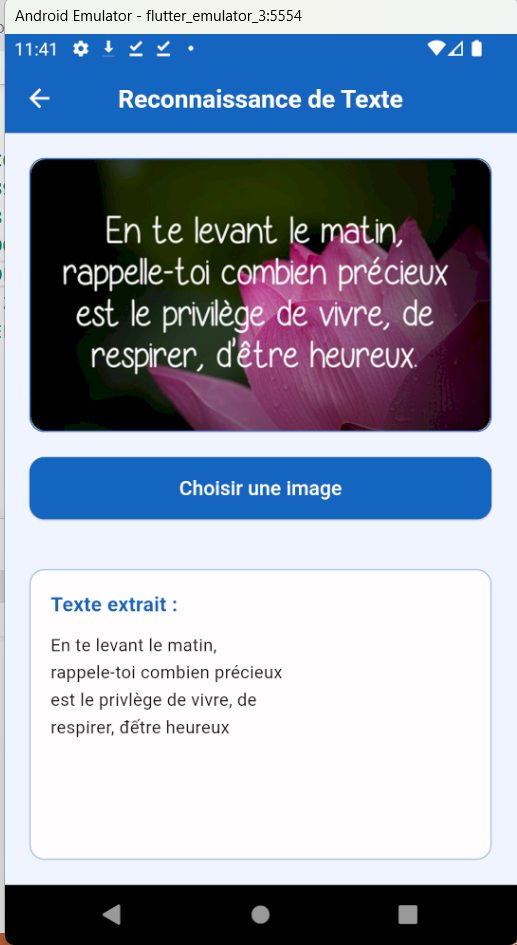 Android Emulator - flutter_emulator_3:5554
11:41
Reconnaissance de Texte
En te levant le matin,
rappelle-toi combien précieux
est le privilège de vivre, de
respirer, d'être heureux.
Choisir une image
Texte extrait :
En te levant le matin,
rappele-toi combien précieux
est le privlège de vivre, de
respirer, đếtre heureux